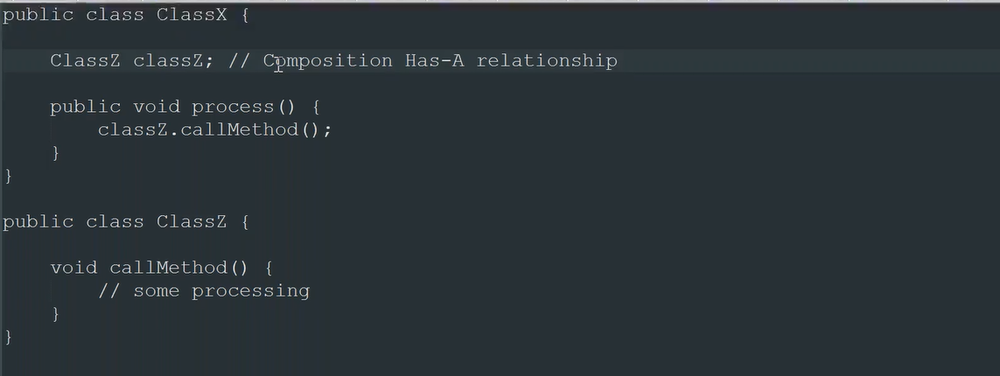 public class ClassX {
ClassZ classZ; // Composition Has-A relationship
public void process() {
classZ.callMethod();
}
}
public class ClassZ {
void callMethod() {
// some processing
}
}